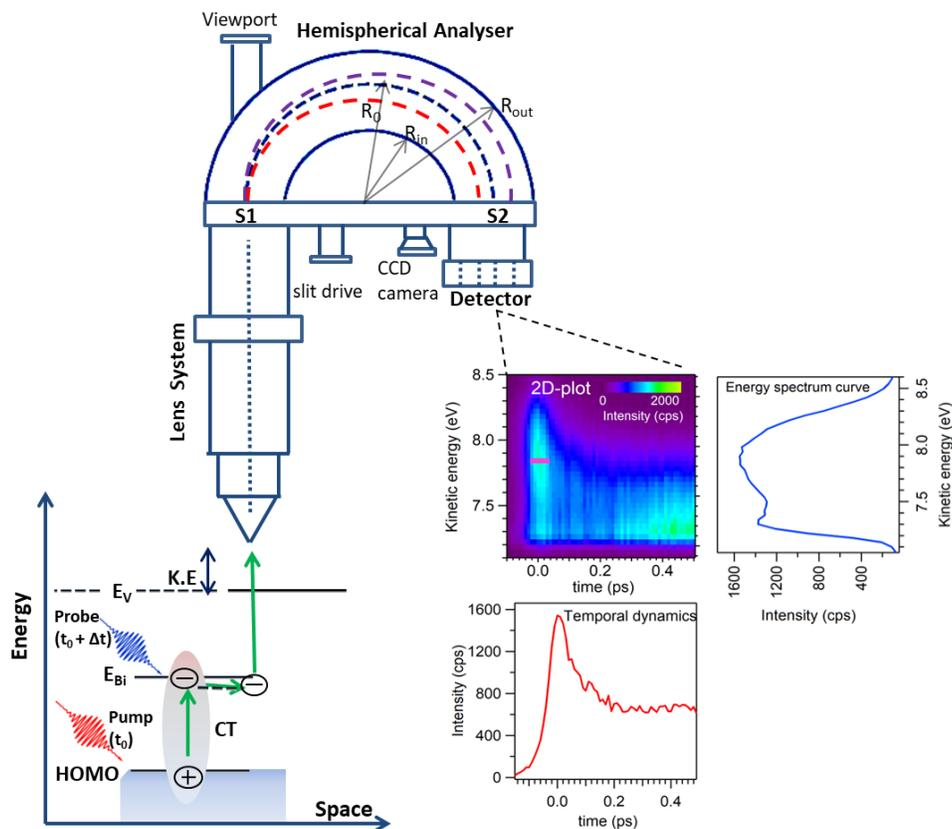 Viewport
Hemispherical Analyser
R0
Rin
Rout
S1
S2
slit drive
CCD
camera
Detector
Lens System
2D-plot
0
2000
Intensity (cps)
8.5
8.0
7.5
Kinetic energy (eV)
0.0
0.2
0.4
time (ps)
Energy spectrum curve
8.5
8.0
7.5
Kinetic energy (eV)
1600
1200
800
400
Intensity (cps)
Temporal dynamics
1600
1200
800
400
0
Intensity (cps)
0.0
0.2
0.4
time (ps)
Energy
K.E
EV
Probe
(t0 + Δt)
EBi
−
−
Pump
(t0)
CT
HOMO
+
Space